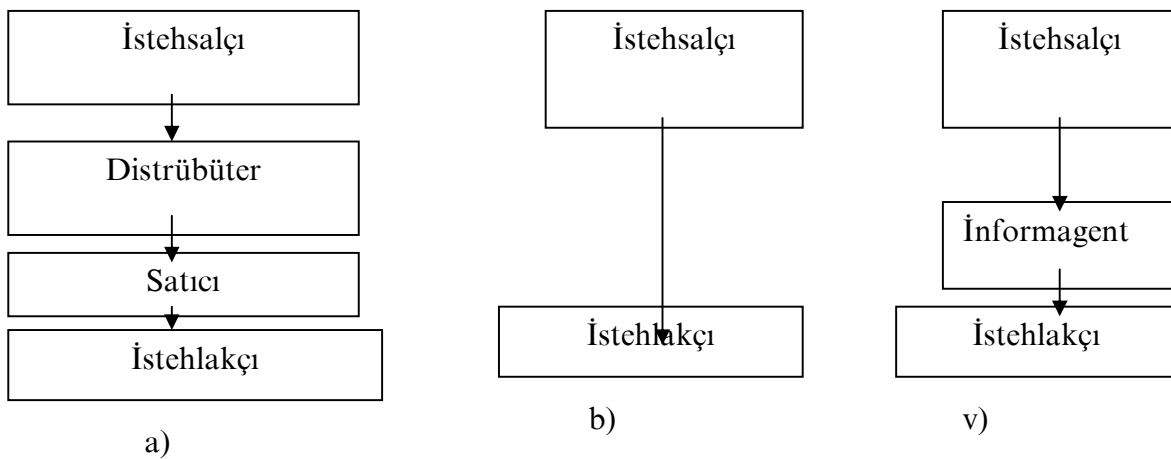 İstehsalçı
Distrübüter
Satıcı
İstehlakçı
a)
İstehsalçı
İstehlakçı
b)
İstehsalçı
İnformagent
İstehlakçı
v)